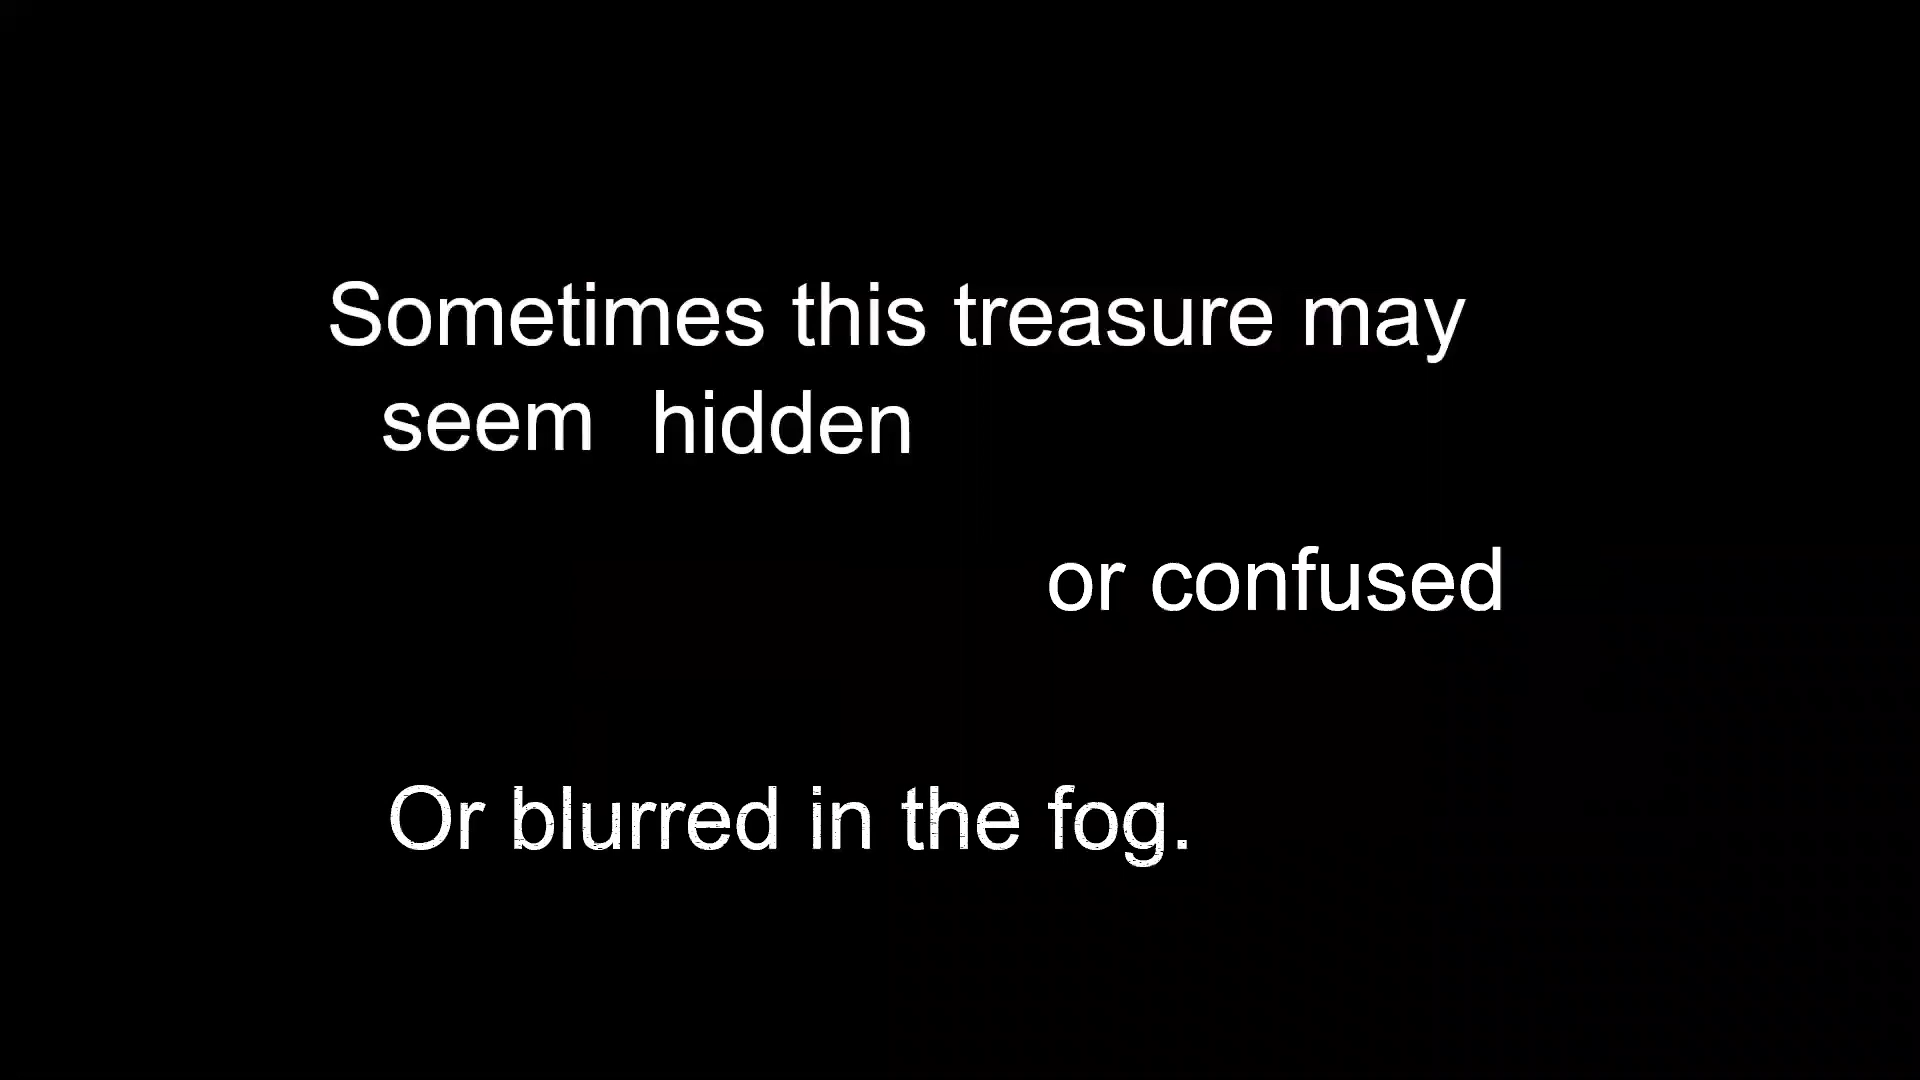 Sometimes this treasure may
seem hidden
or confused
Or blurred in the fog.